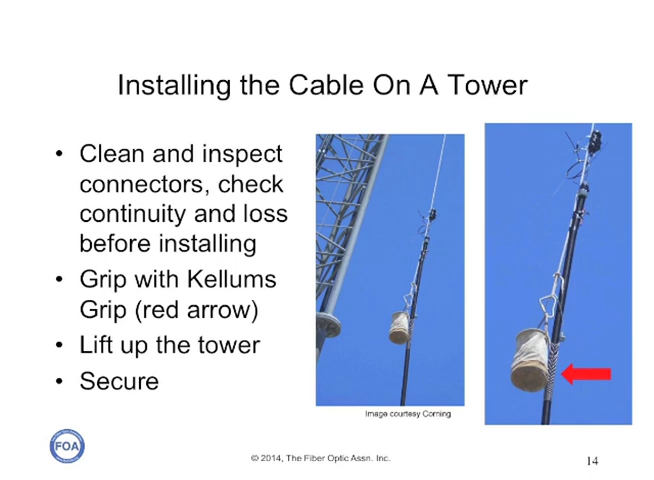 Installing the Cable On A Tower
• Clean and inspect
connectors, check
continuity and loss
before installing
• Grip with Kellums
Grip (red arrow)
• Lift up the tower
• Secure
Image courtesy Corning
FOA
© 2014, The Fiber Optic Assn. Inc.
14